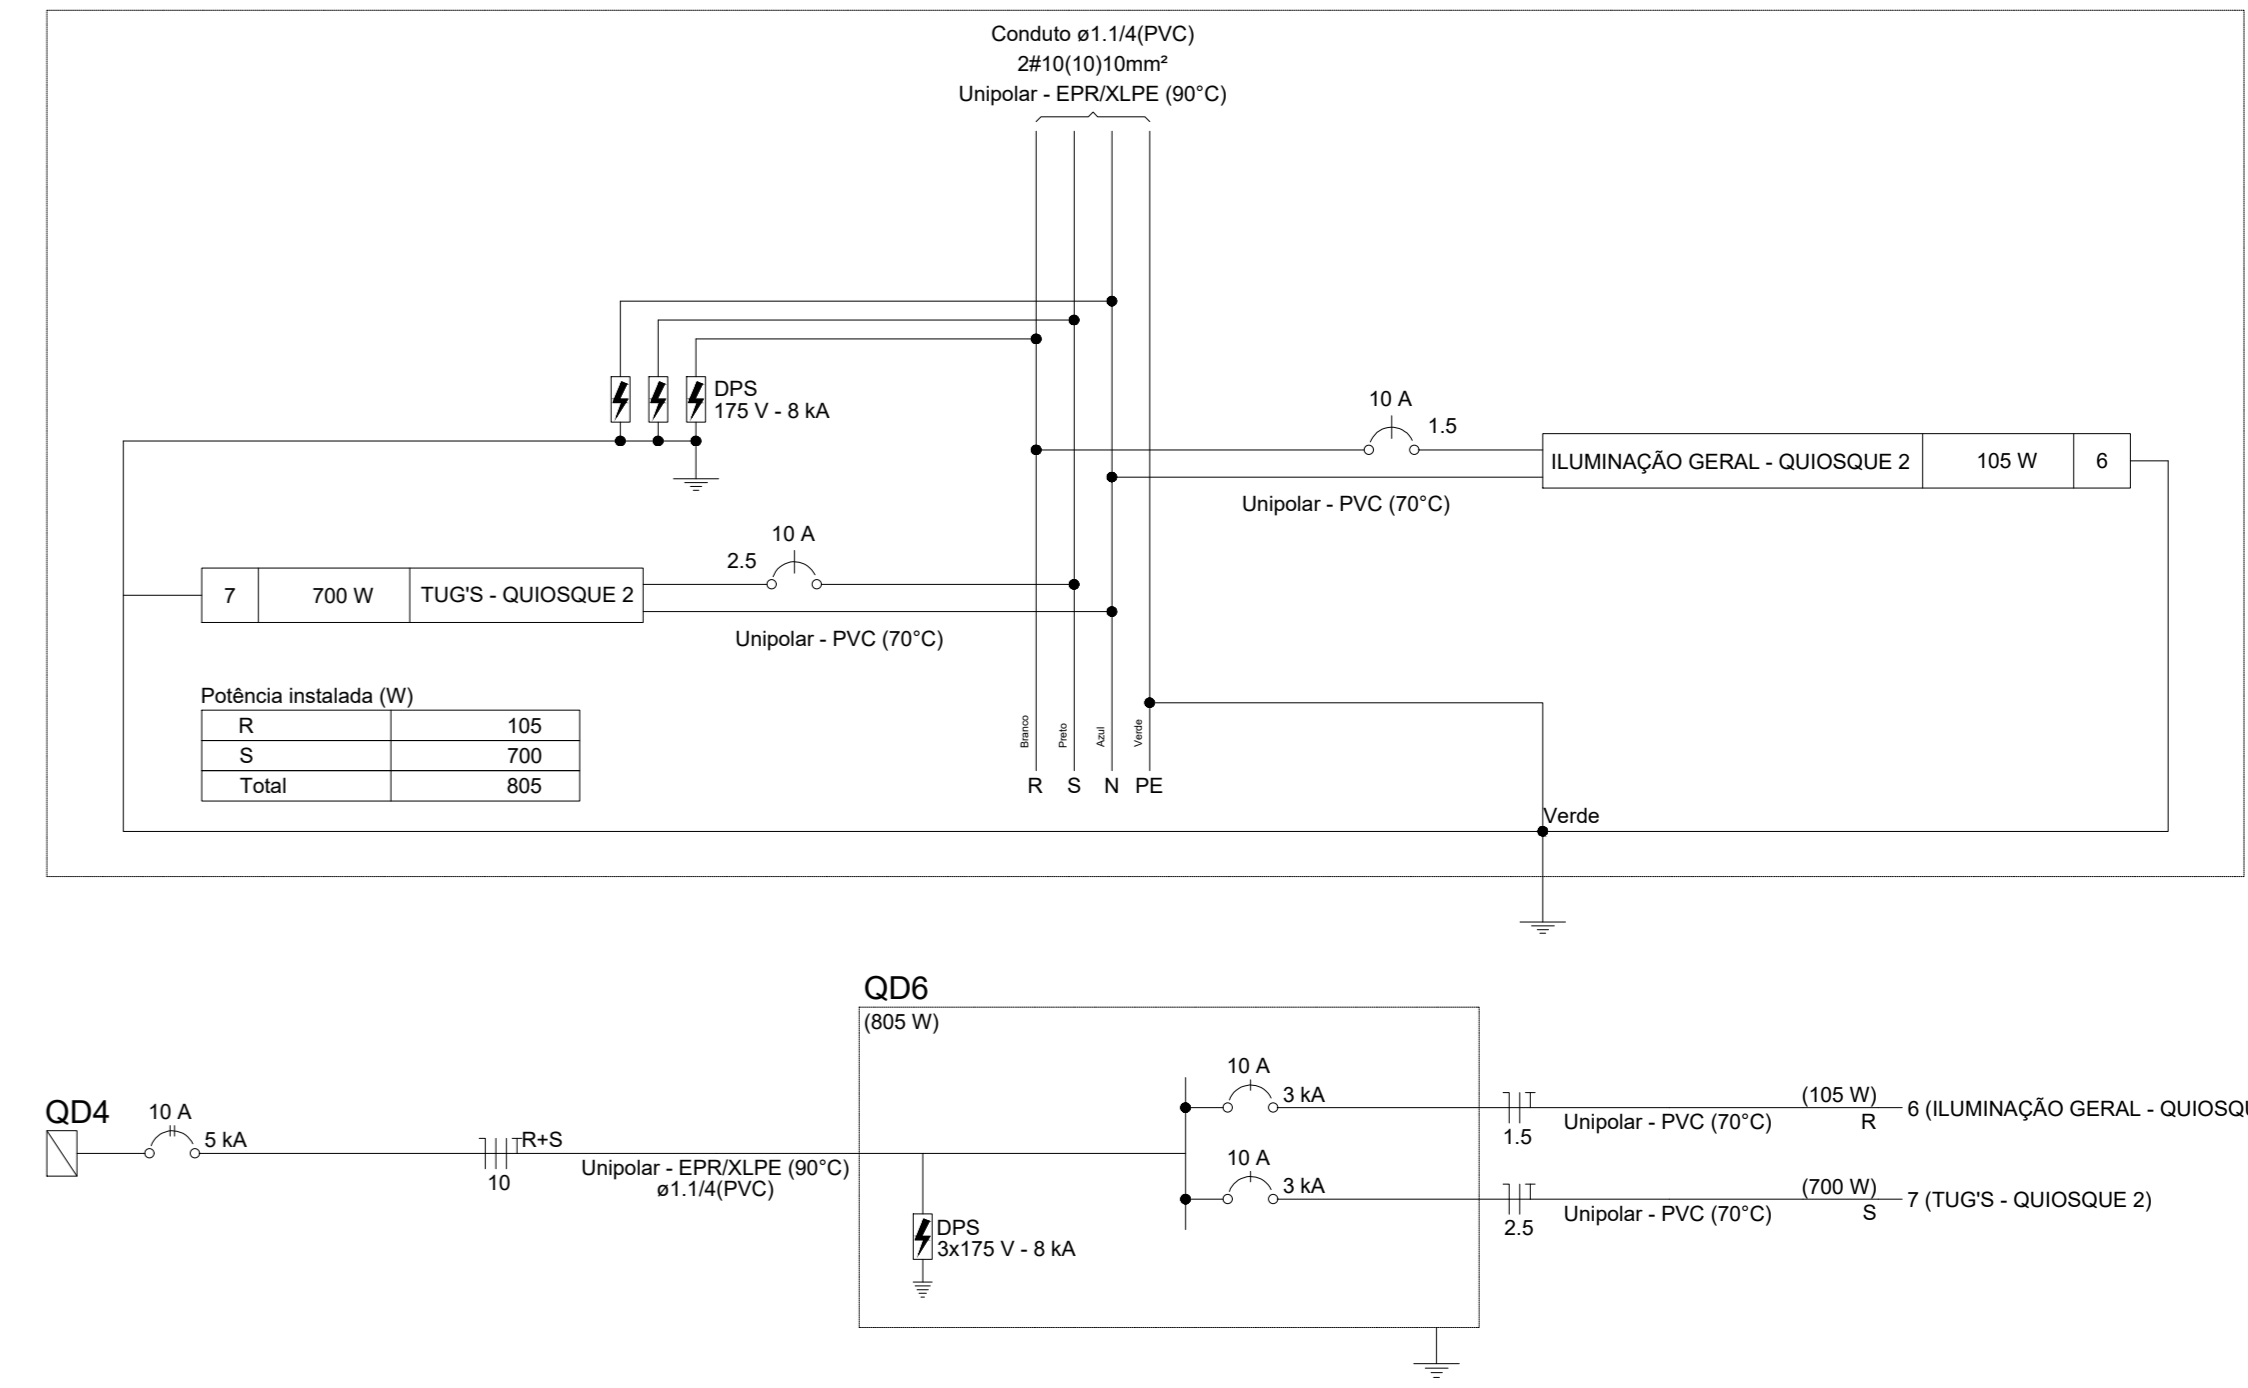 Conduto ø1.1/4(PVC)
2#10(10)10mm²
Unipolar - EPR/XLPE (90°C)
DPS
175 V - 8 kA
10 A
1.5
ILUMINAÇÃO GERAL - QUIOSQUE 2 105 W 6
Unipolar - PVC (70°C)
10 A
2.5
7 700 W TUG'S - QUIOSQUE 2
Unipolar - PVC (70°C)
Potência instalada (W)
R 105
S 700
Total 805
Branco Preto Azul Verde
R S N PE
Verde
QD6
(805 W)
QD4
10 A
5 kA
R+S
10
Unipolar - EPR/XLPE (90°C)
ø1.1/4(PVC)
DPS
3x175 V - 8 kA
10 A
3 kA
1.5
Unipolar - PVC (70°C)
(105 W)
R
6 (ILUMINAÇÃO GERAL - QUIOSQU
10 A
3 kA
2.5
Unipolar - PVC (70°C)
(700 W)
S
7 (TUG'S - QUIOSQUE 2)